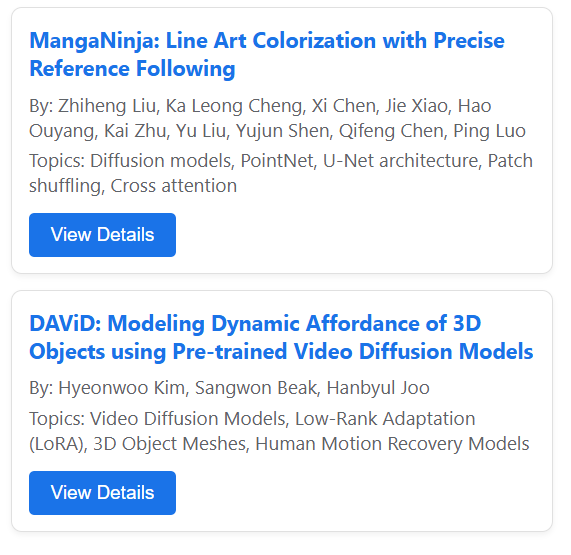 MangaNinja: Line Art Colorization with Precise
Reference Following
By: Zhiheng Liu, Ka Leong Cheng, Xi Chen, Jie Xiao, Hao
Ouyang, Kai Zhu, Yu Liu, Yujun Shen, Qifeng Chen, Ping Luo
Topics: Diffusion models, PointNet, U-Net architecture, Patch
shuffling, Cross attention
View Details
DAViD: Modeling Dynamic Affordance of 3D
Objects using Pre-trained Video Diffusion Models
By: Hyeonwoo Kim, Sangwon Beak, Hanbyul Joo
Topics: Video Diffusion Models, Low-Rank Adaptation
(LoRA), 3D Object Meshes, Human Motion Recovery Models
View Details